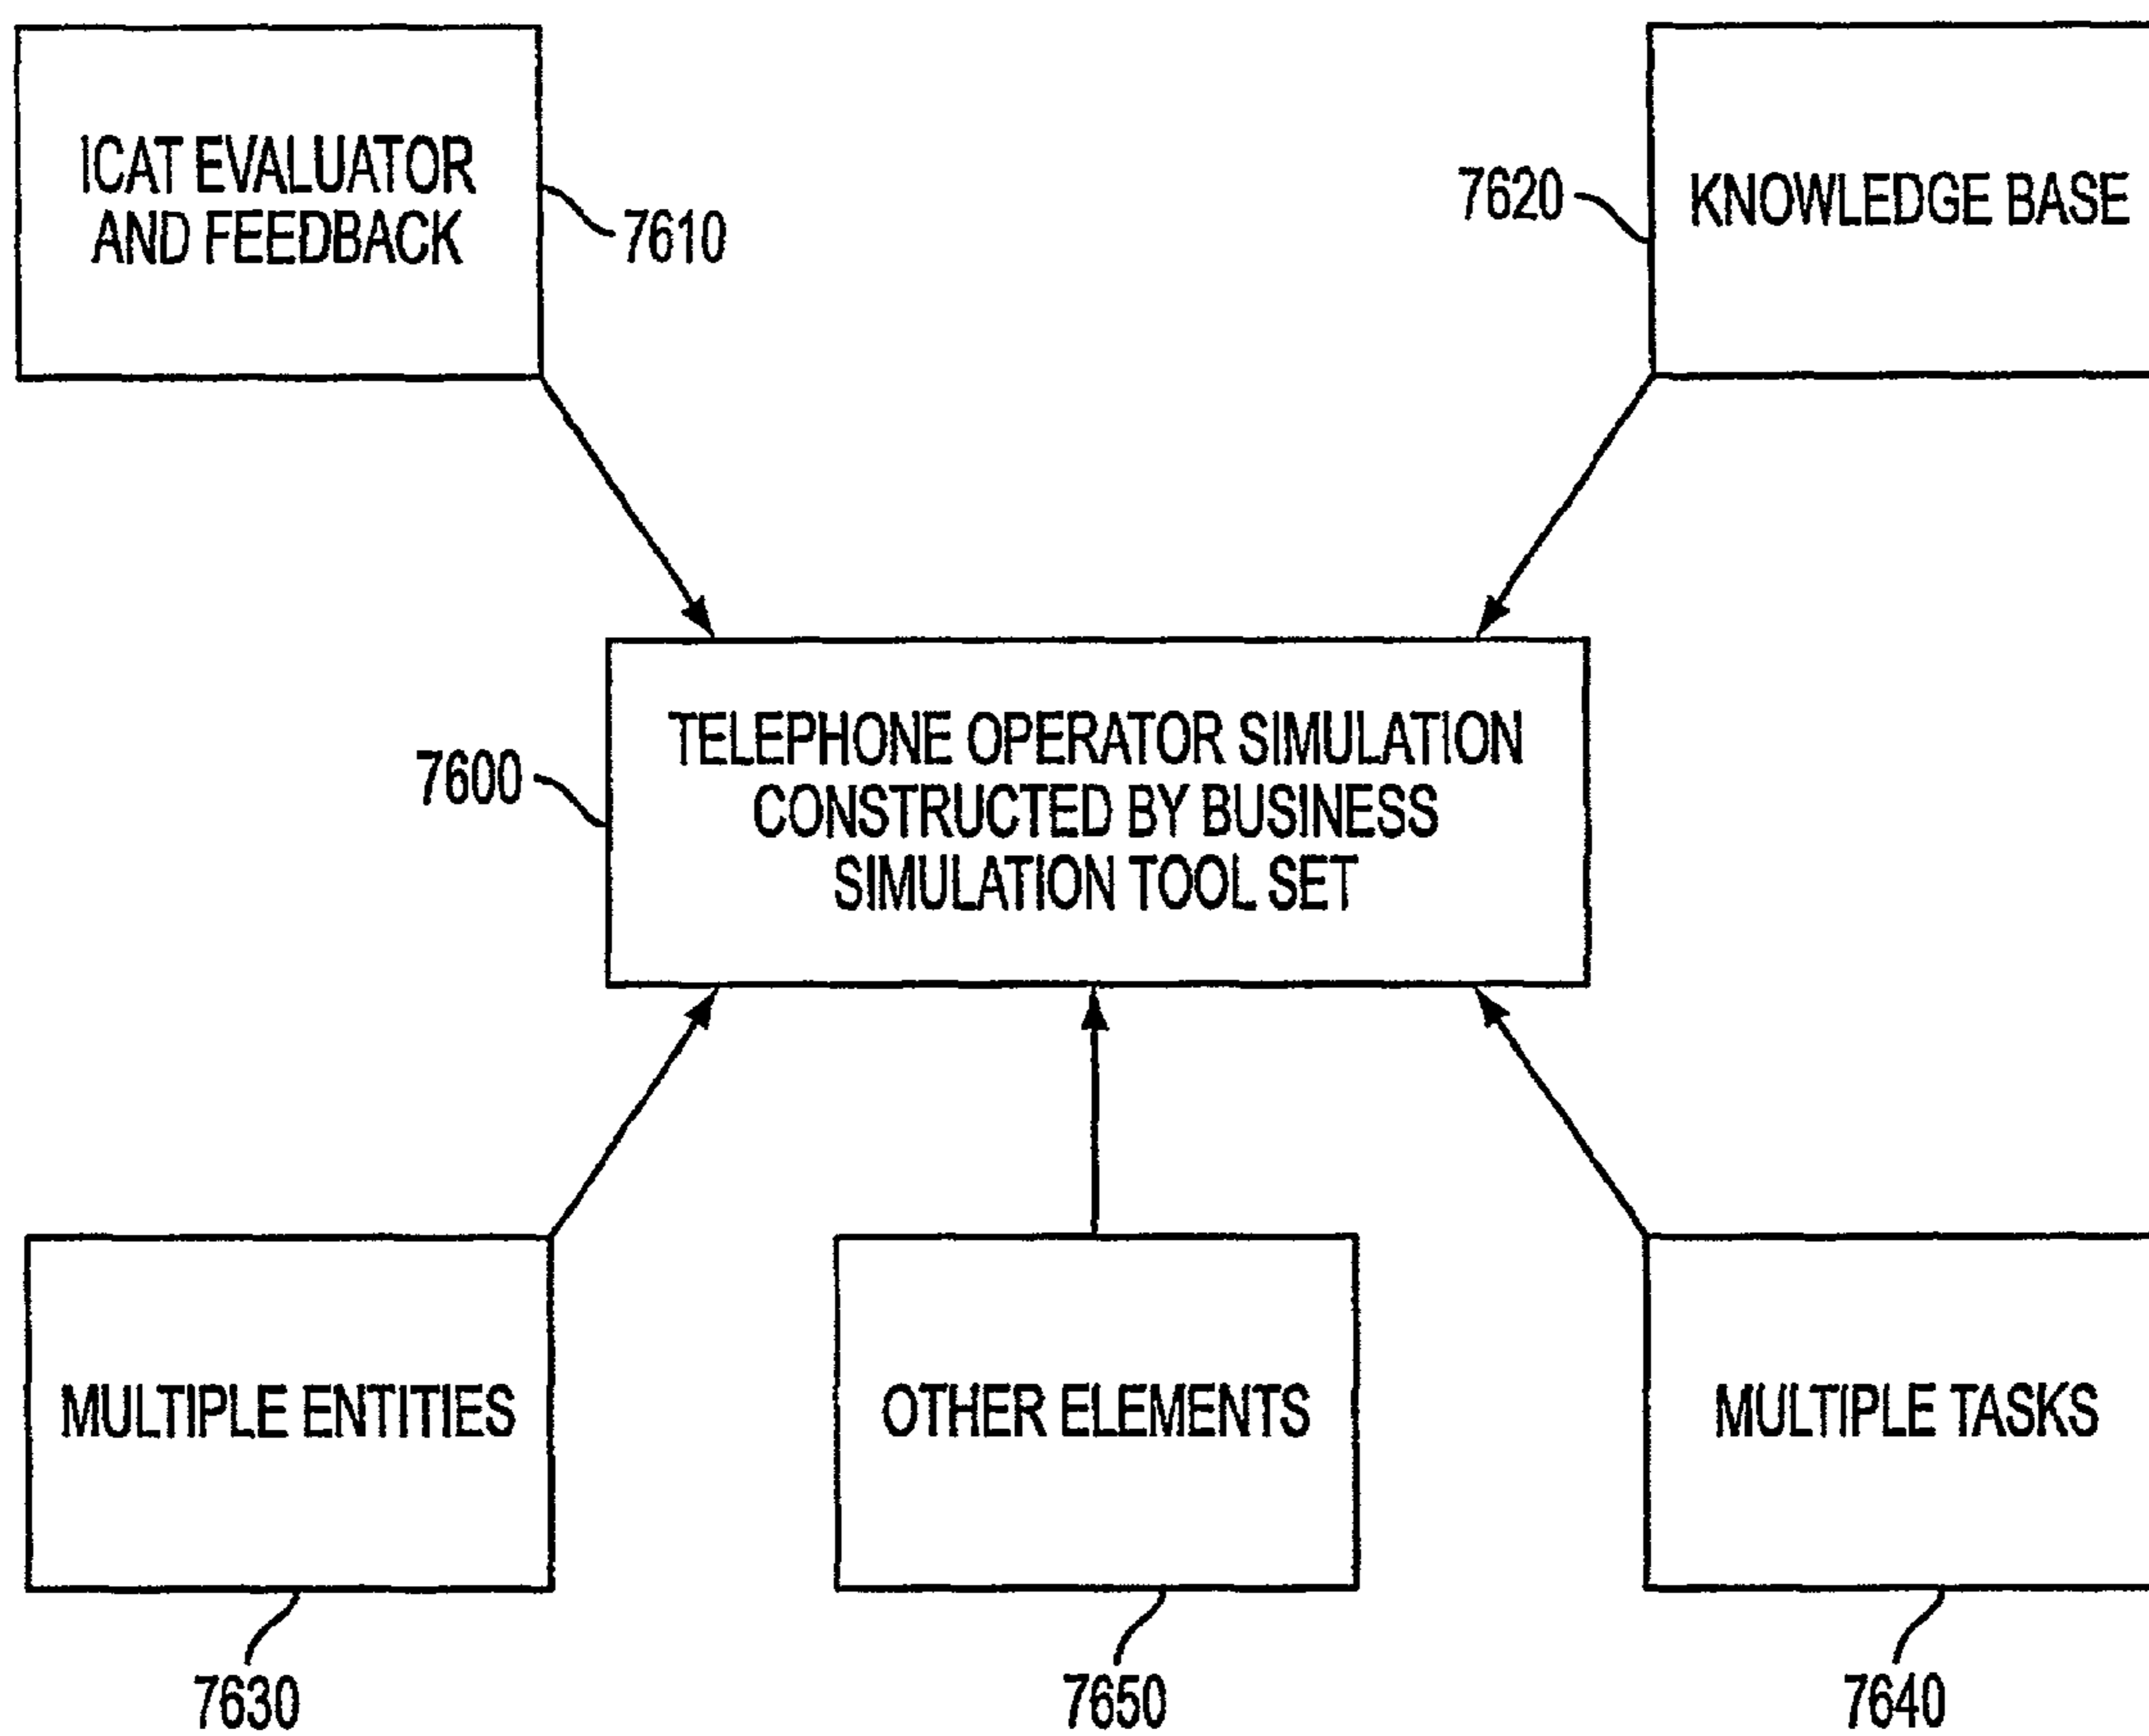 ICAT EVALUATOR
AND FEEDBACK
7610
7620
KNOWLEDGE BASE
7600
TELEPHONE OPERATOR SIMULATION
CONSTRUCTED BY BUSINESS
SIMULATION TOOL SET
MULTIPLE ENTITIES
OTHER ELEMENTS
MULTIPLE TASKS
7630
7650
7640